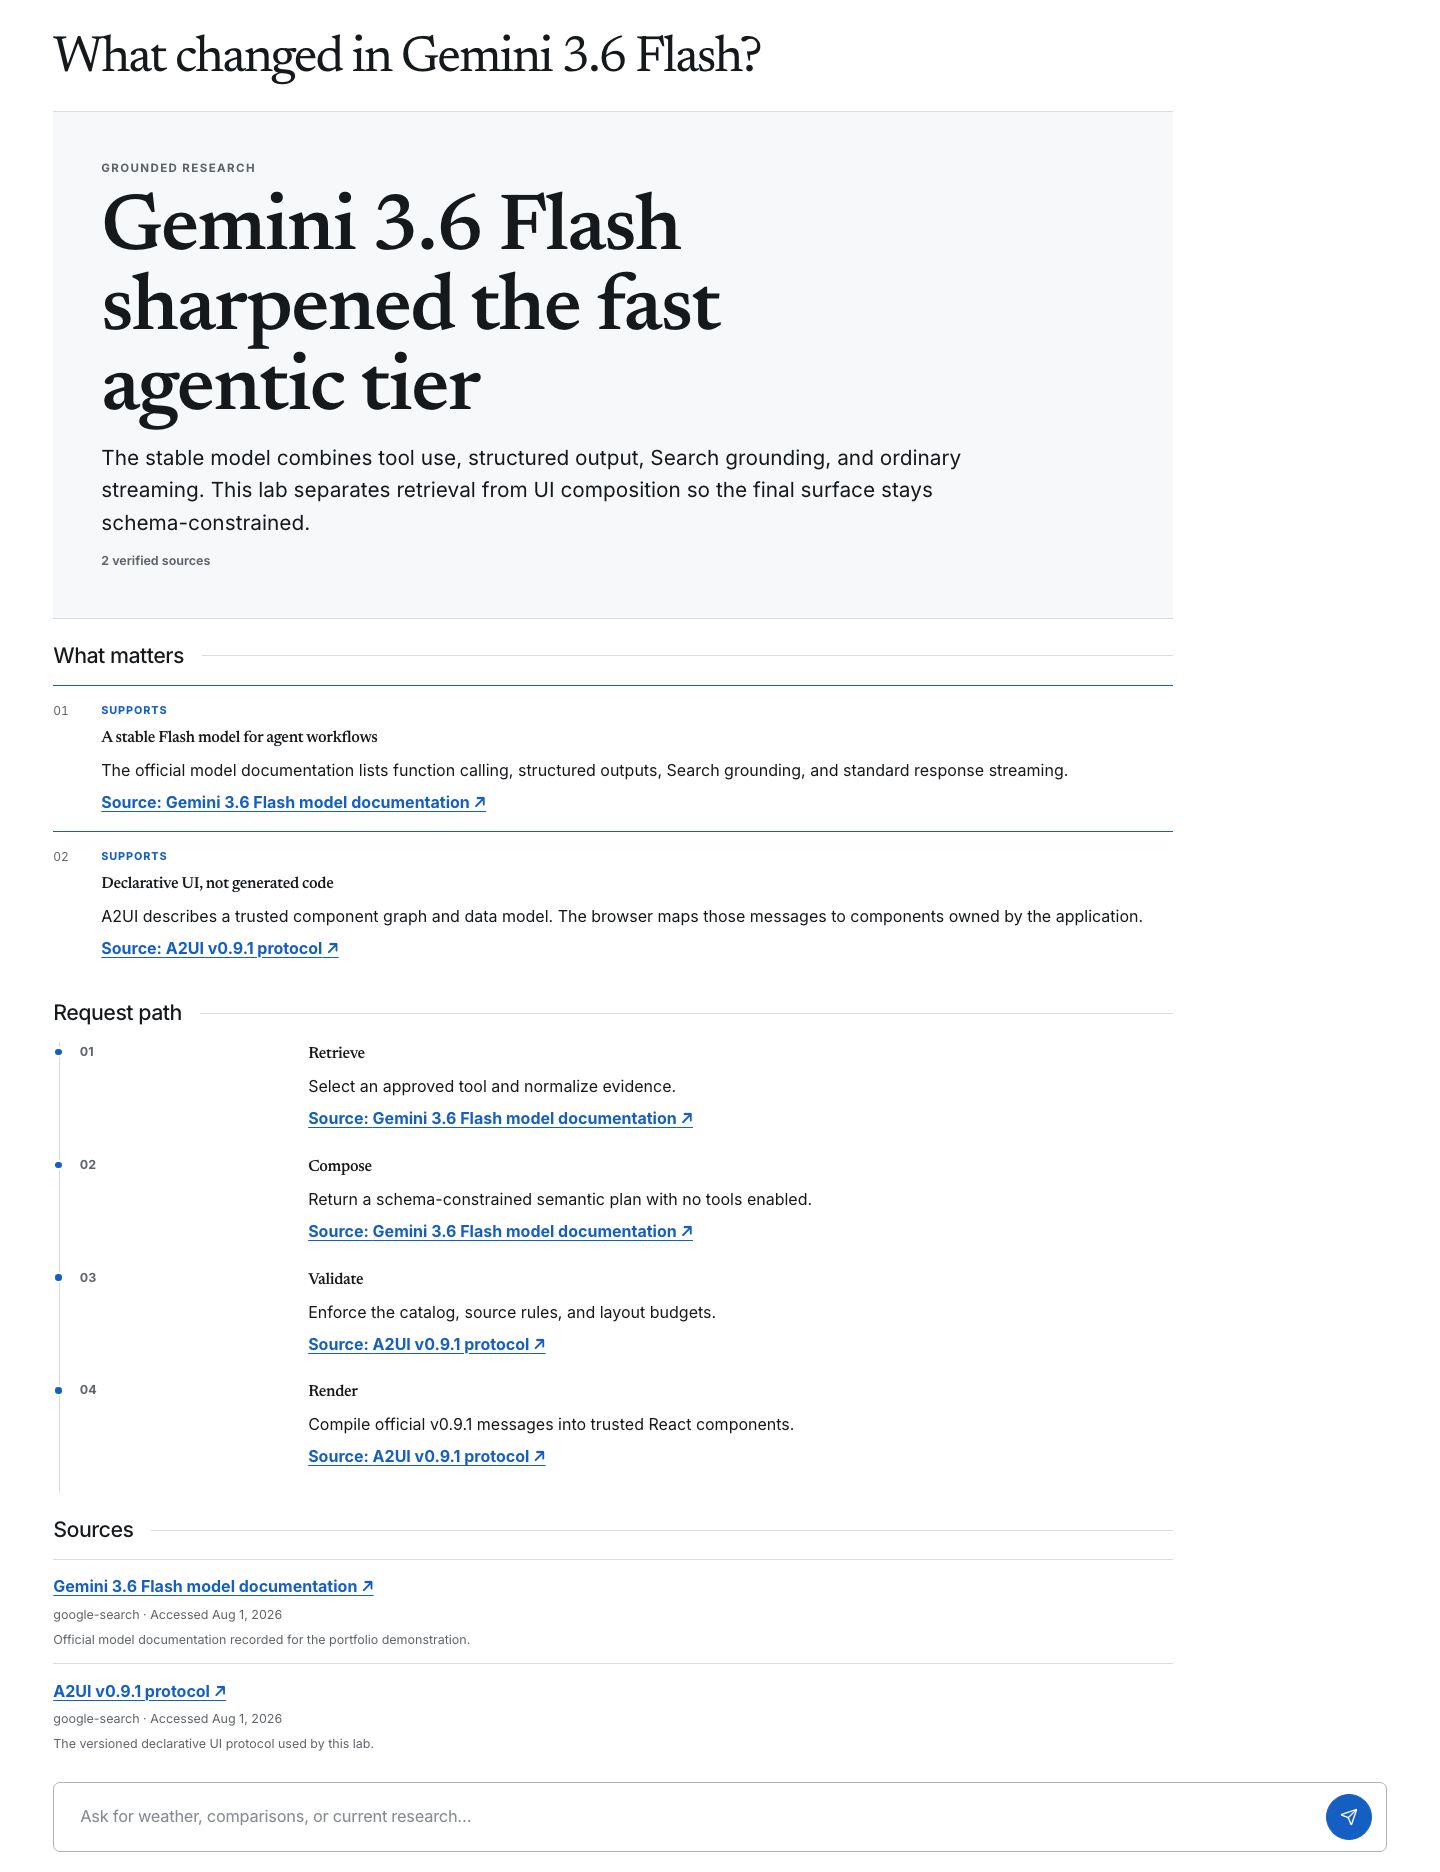 What changed in Gemini 3.6 Flash?
GROUNDED RESEARCH
Gemini 3.6 Flash
sharpened the fast
agentic tier
The stable model combines tool use, structured output, Search grounding, and ordinary
streaming. This lab separates retrieval from UI composition so the final surface stays
schema-constrained.
2 verified sources
What matters
01
SUPPORTS
A stable Flash model for agent workflows
The official model documentation lists function calling, structured outputs, Search grounding, and standard response streaming.
Source: Gemini 3.6 Flash model documentation ↗
02
SUPPORTS
Declarative UI, not generated code
A2UI describes a trusted component graph and data model. The browser maps those messages to components owned by the application.
Source: A2UI v0.9.1 protocol ↗
Request path
01
Retrieve
Select an approved tool and normalize evidence.
Source: Gemini 3.6 Flash model documentation ↗
02
Compose
Return a schema-constrained semantic plan with no tools enabled.
Source: Gemini 3.6 Flash model documentation ↗
03
Validate
Enforce the catalog, source rules, and layout budgets.
Source: A2UI v0.9.1 protocol ↗
04
Render
Compile official v0.9.1 messages into trusted React components.
Source: A2UI v0.9.1 protocol ↗
Sources
Gemini 3.6 Flash model documentation ↗
google-search · Accessed Aug 1, 2026
Official model documentation recorded for the portfolio demonstration.
A2UI v0.9.1 protocol ↗
google-search · Accessed Aug 1, 2026
The versioned declarative UI protocol used by this lab.
Ask for weather, comparisons, or current research...